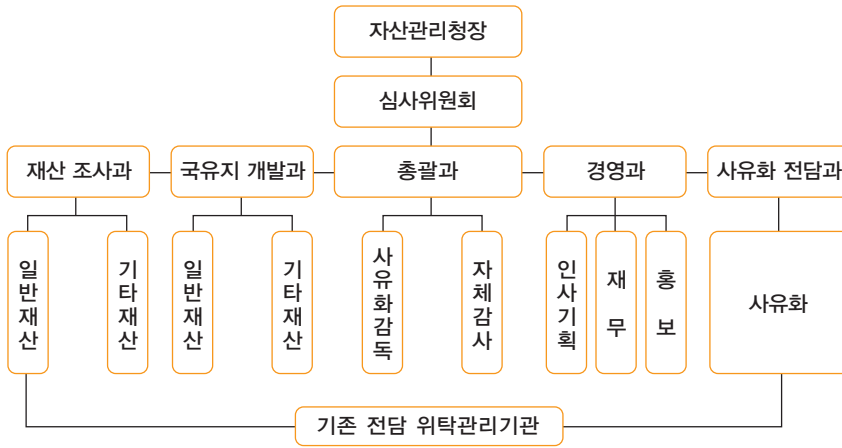 자산관리청장
심사위원회
재산 조사과
국유지 개발과
총괄과
경영과
사유화 전담과
일반재산
기타재산
일반재산
기타재산
사유화감독
자체감사
인사기획
재무
홍보
사유화
기존 전담 위탁관리기관